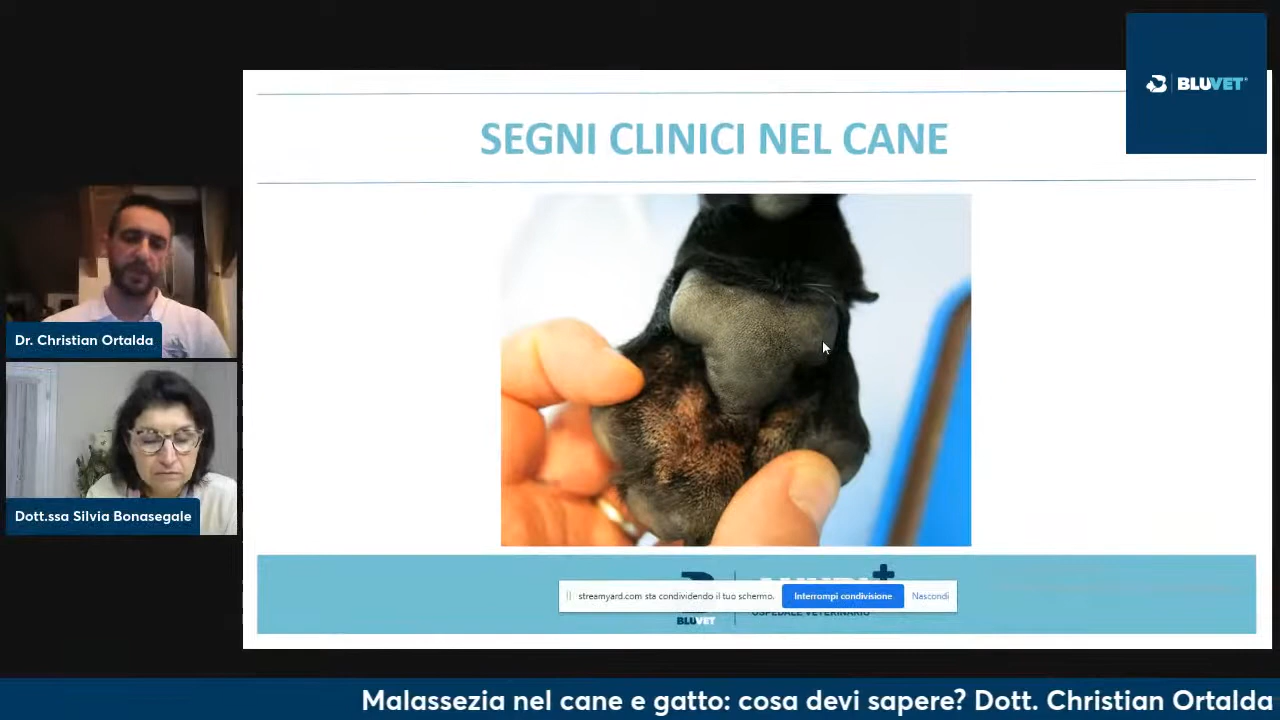 BLUVET
SEGNI CLINICI NEL CANE
Dr. Christian Ortalda
Dott.ssa Silvia Bonasegale
streamyard.com sta condividendo il tuo schermo.
Interrompi condivisione
Nascondi
BLUVET
OSPEDALE VETERINARIO
Malassezia nel cane e gatto: cosa devi sapere? Dott. Christian Ortalda